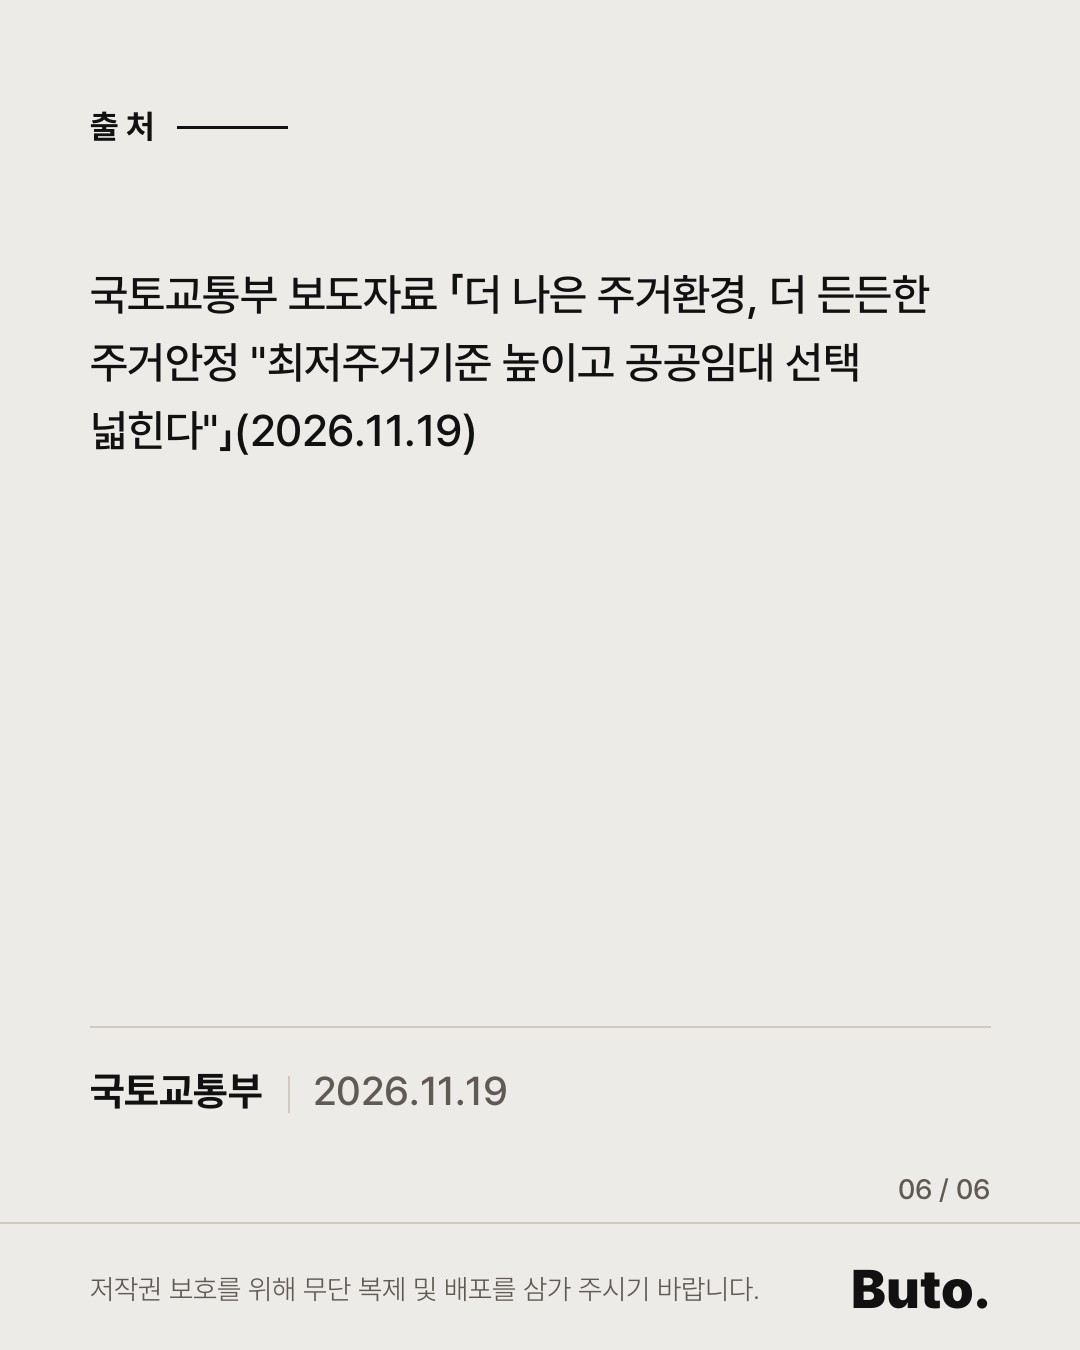 출처
국토교통부 보도자료 「더 나은 주거환경, 더 든든한
주거안정 "최저주거기준 높이고 공공임대 선택
넓힌다"」(2026.11.19)
국토교통부 | 2026.11.19
06 / 06
저작권 보호를 위해 무단 복제 및 배포를 삼가 주시기 바랍니다.
Buto.